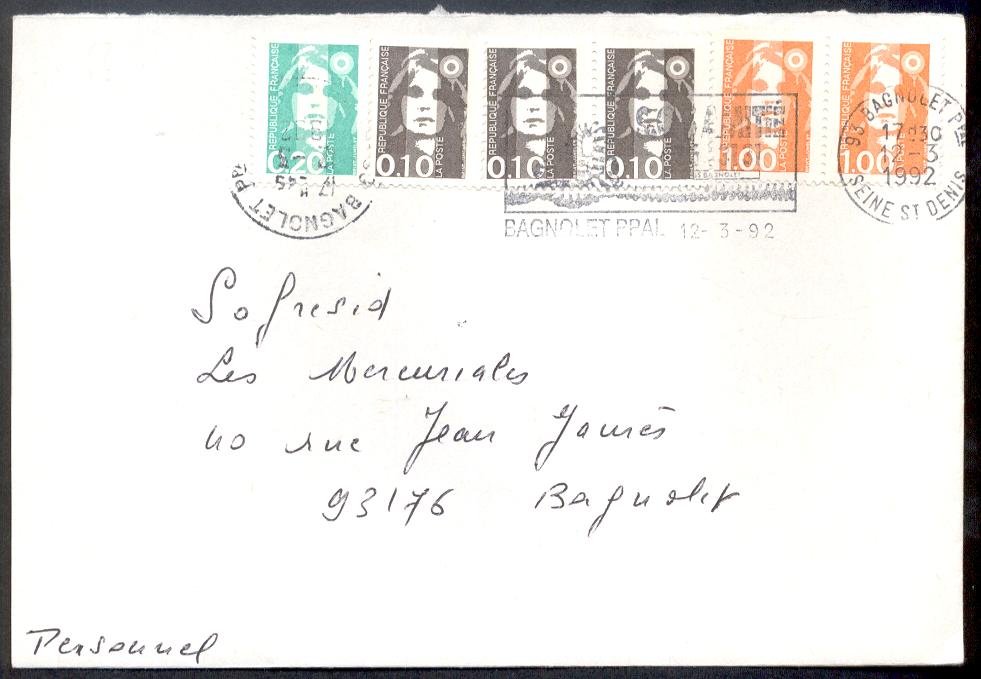 REPUBLIQUE FRANÇAISE 0.20 LA POSTE
REPUBLIQUE FRANÇAISE 0.10 LA POSTE
REPUBLIQUE FRANÇAISE 0.10 LA POSTE
REPUBLIQUE FRANÇAISE 0.10 LA POSTE
REPUBLIQUE FRANÇAISE 1.00 LA POSTE
REPUBLIQUE FRANÇAISE 1.00
BAGNOLET
93 BAGNOLET PPAL
17H30
12-3
1992
SEINE ST DENIS
BAGNOLET PPAL 12-3-92
Sofresid
Les Mercuriales
40 rue Jean Jaurès
93176 Bagnolet
Personnel